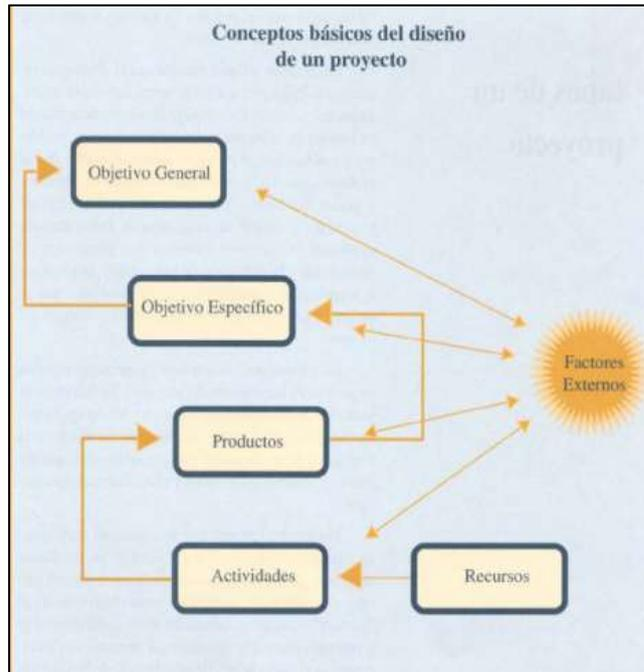 Conceptos básicos del diseño
de un proyecto
Objetivo General
Objetivo Específico
Factores
Externos
Productos
Actividades
Recursos